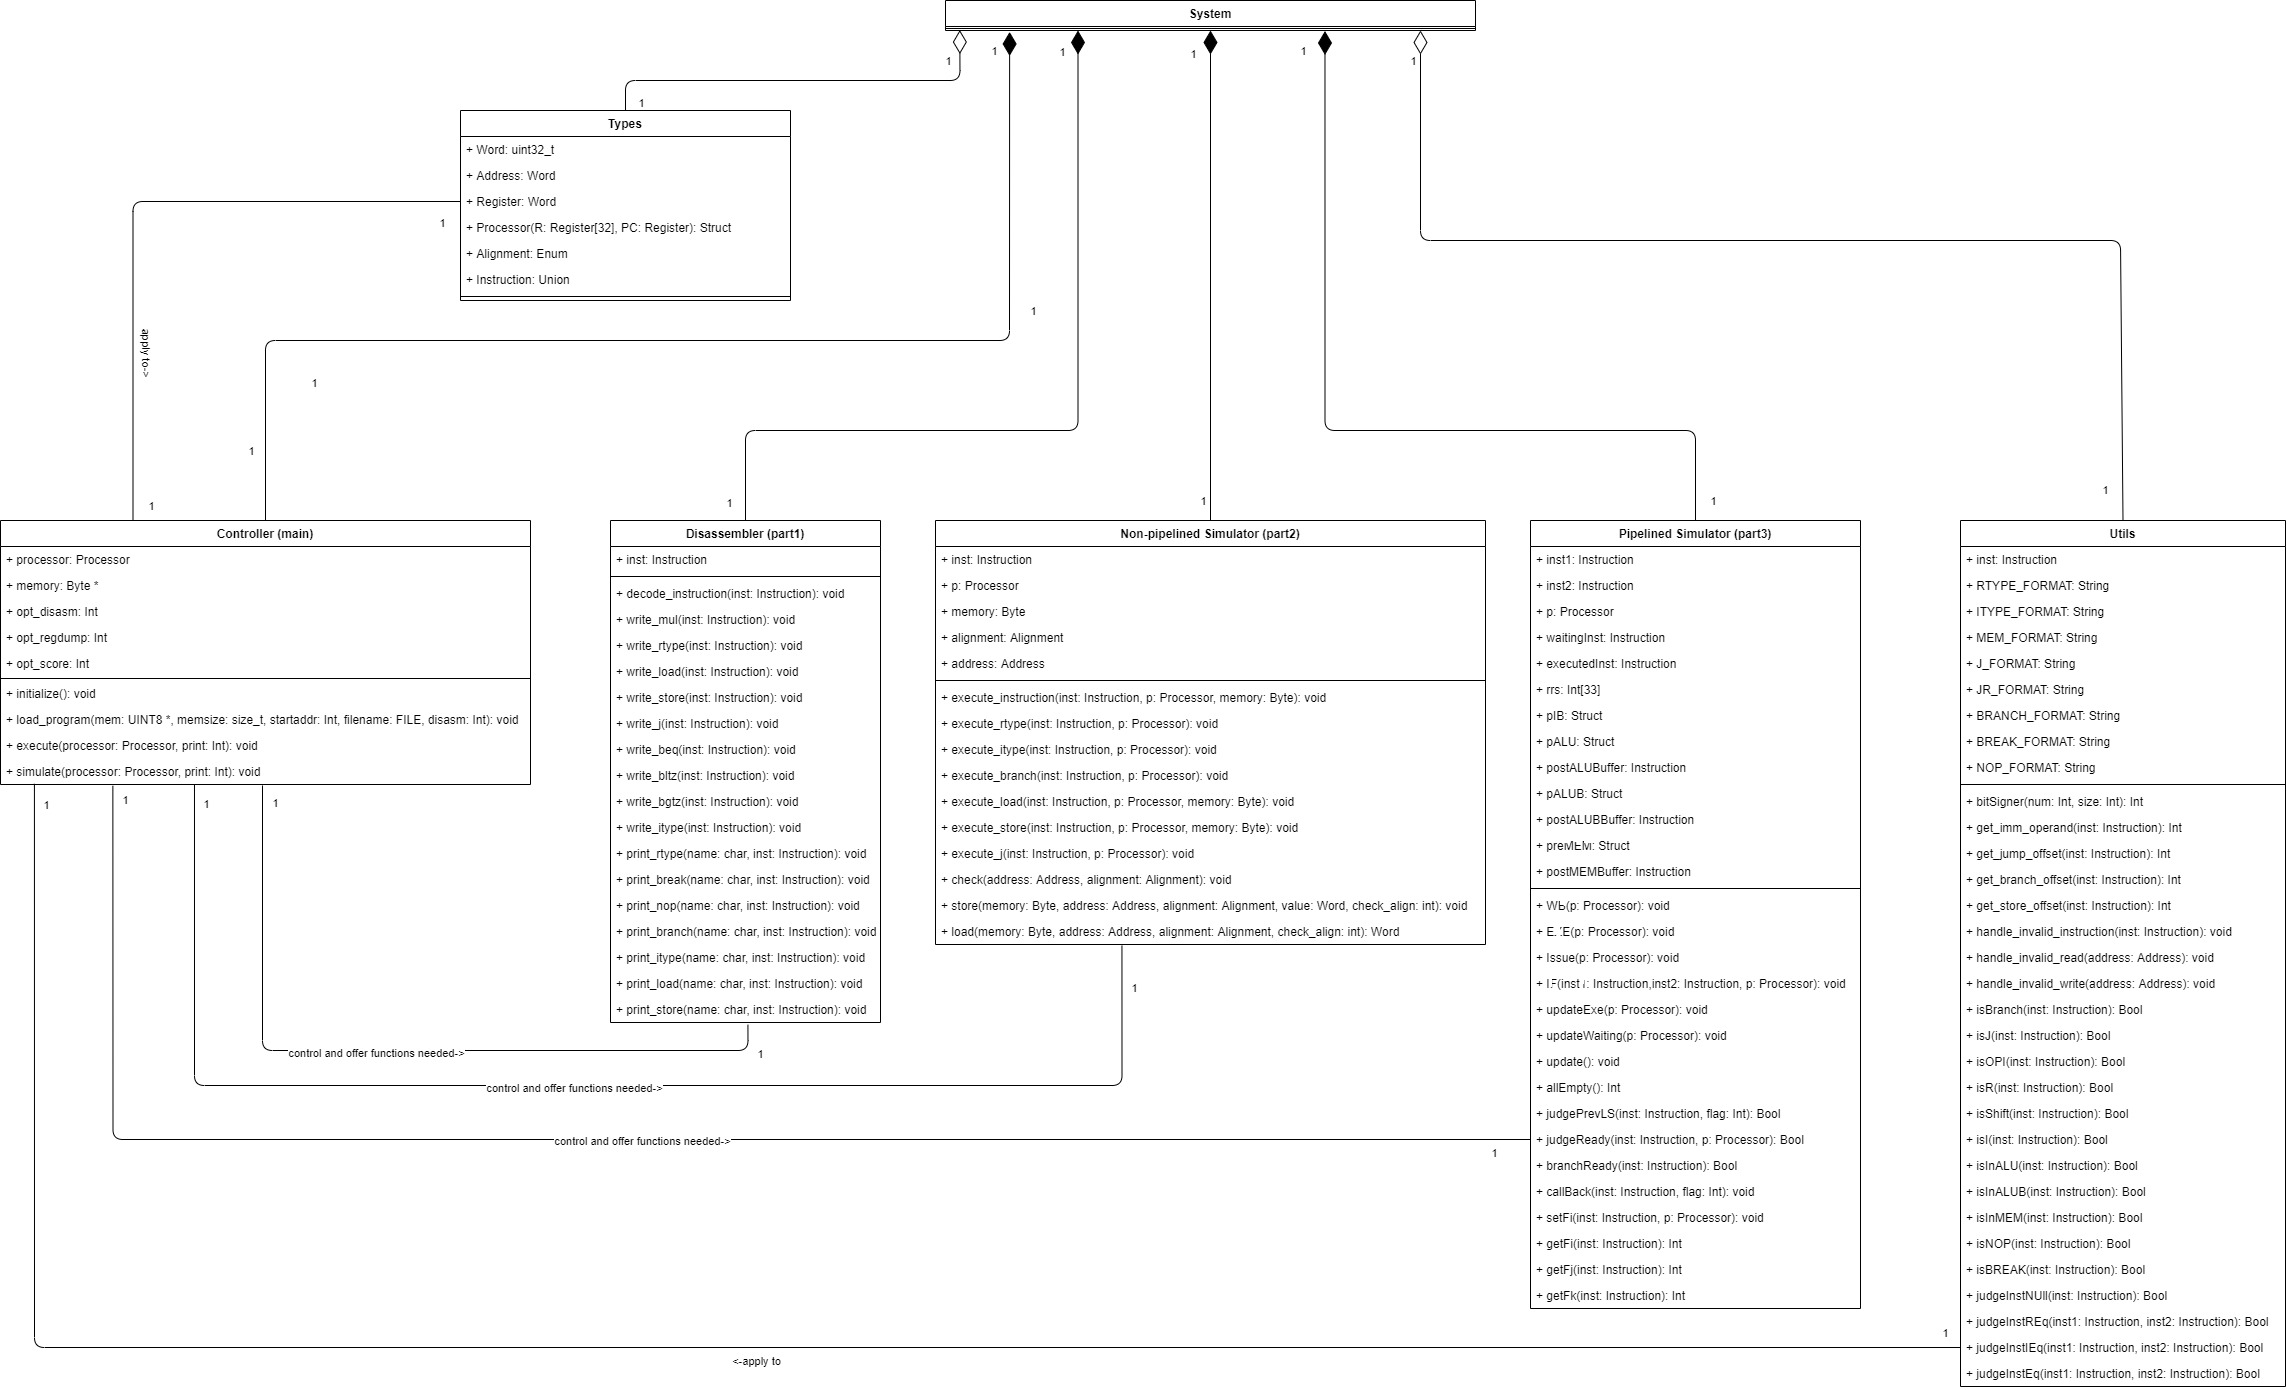 System
1
1
1
1
1
1
1
Types
+ Word: uint32_t
+ Address: Word
+ Register: Word
+ Processor(R: Register[32], PC: Register): Struct
+ Alignment: Enum
+ Instruction: Union
1
apply to->
1
1
1
1
1
1
1
1
1
Controller (main)
+ processor: Processor
+ memory: Byte *
+ opt_disasm: Int
+ opt_regdump: Int
+ opt_score: Int
+ initialize(): void
+ load_program(mem: UINT8 *, memsize: size_t, startaddr: Int, filename: FILE, disasm: Int): void
+ execute(processor: Processor, print: Int): void
+ simulate(processor: Processor, print: Int): void
1
1
1
1
Disassembler (part1)
+ inst: Instruction
+ decode_instruction(inst: Instruction): void
+ write_mul(inst: Instruction): void
+ write_rtype(inst: Instruction): void
+ write_load(inst: Instruction): void
+ write_store(inst: Instruction): void
+ write_j(inst: Instruction): void
+ write_beq(inst: Instruction): void
+ write_bltz(inst: Instruction): void
+ write_bgtz(inst: Instruction): void
+ write_itype(inst: Instruction): void
+ print_rtype(name: char, inst: Instruction): void
+ print_break(name: char, inst: Instruction): void
+ print_nop(name: char, inst: Instruction): void
+ print_branch(name: char, inst: Instruction): void
+ print_itype(name: char, inst: Instruction): void
+ print_load(name: char, inst: Instruction): void
+ print_store(name: char, inst: Instruction): void
Non-pipelined Simulator (part2)
+ inst: Instruction
+ p: Processor
+ memory: Byte
+ alignment: Alignment
+ address: Address
+ execute_instruction(inst: Instruction, p: Processor, memory: Byte): void
+ execute_rtype(inst: Instruction, p: Processor): void
+ execute_itype(inst: Instruction, p: Processor): void
+ execute_branch(inst: Instruction, p: Processor): void
+ execute_load(inst: Instruction, p: Processor, memory: Byte): void
+ execute_store(inst: Instruction, p: Processor, memory: Byte): void
+ execute_j(inst: Instruction, p: Processor): void
+ check(address: Address, alignment: Alignment): void
+ store(memory: Byte, address: Address, alignment: Alignment, value: Word, check_align: int): void
+ load(memory: Byte, address: Address, alignment: Alignment, check_align: int): Word
1
Pipelined Simulator (part3)
+ inst1: Instruction
+ inst2: Instruction
+ p: Processor
+ waitingInst: Instruction
+ executedInst: Instruction
+ rrs: Int[33]
+ pIB: Struct
+ pALU: Struct
+ postALUBuffer: Instruction
+ pALUB: Struct
+ postALUBBuffer: Instruction
+ preMEM: Struct
+ postMEMBuffer: Instruction
+ (p: Processor): void
+ (p: Processor): void
+ Issue(p: Processor): void
+ Instruction,inst2: Instruction, p: Processor): void
+ updateExe(p: Processor): void
+ updateWaiting(p: Processor): void
+ update(): void
+ allEmpty(): Int
+ judgePrevLS(inst: Instruction, flag: Int): Bool
+ judgeReady(inst: Instruction, p: Processor): Bool
+ branchReady(inst: Instruction): Bool
+ callBack(inst: Instruction, flag: Int): void
+ setFi(inst: Instruction, p: Processor): void
+ getFi(inst: Instruction): Int
+ getFj(inst: Instruction): Int
+ getFk(inst: Instruction): Int
Utils
+ inst: Instruction
+ RTYPE_FORMAT: String
+ ITYPE_FORMAT: String
+ MEM_FORMAT: String
+ J_FORMAT: String
+ JR_FORMAT: String
+ BRANCH_FORMAT: String
+ BREAK_FORMAT: String
+ NOP_FORMAT: String
+ bitSigner(num: Int, size: Int): Int
+ get_imm_operand(inst: Instruction): Int
+ get_jump_offset(inst: Instruction): Int
+ get_branch_offset(inst: Instruction): Int
+ get_store_offset(inst: Instruction): Int
+ handle_invalid_instruction(inst: Instruction): void
+ handle_invalid_read(address: Address): void
+ handle_invalid_write(address: Address): void
+ isBranch(inst: Instruction): Bool
+ isJ(inst: Instruction): Bool
+ isOPI(inst: Instruction): Bool
+ isR(inst: Instruction): Bool
+ isShift(inst: Instruction): Bool
+ isI(inst: Instruction): Bool
+ isInALU(inst: Instruction): Bool
+ isInALUB(inst: Instruction): Bool
+ isInMEM(inst: Instruction): Bool
+ isNOP(inst: Instruction): Bool
+ isBREAK(inst: Instruction): Bool
+ judgeInstNUll(inst: Instruction): Bool
+ judgeInstREq(inst1: Instruction, inst2: Instruction): Bool
+ judgeInstIEq(inst1: Instruction, inst2: Instruction): Bool
+ judgeInstEq(inst1: Instruction, inst2: Instruction): Bool
control and offer functions needed->
1
control and offer functions needed->
control and offer functions needed->
1
1
<-apply to